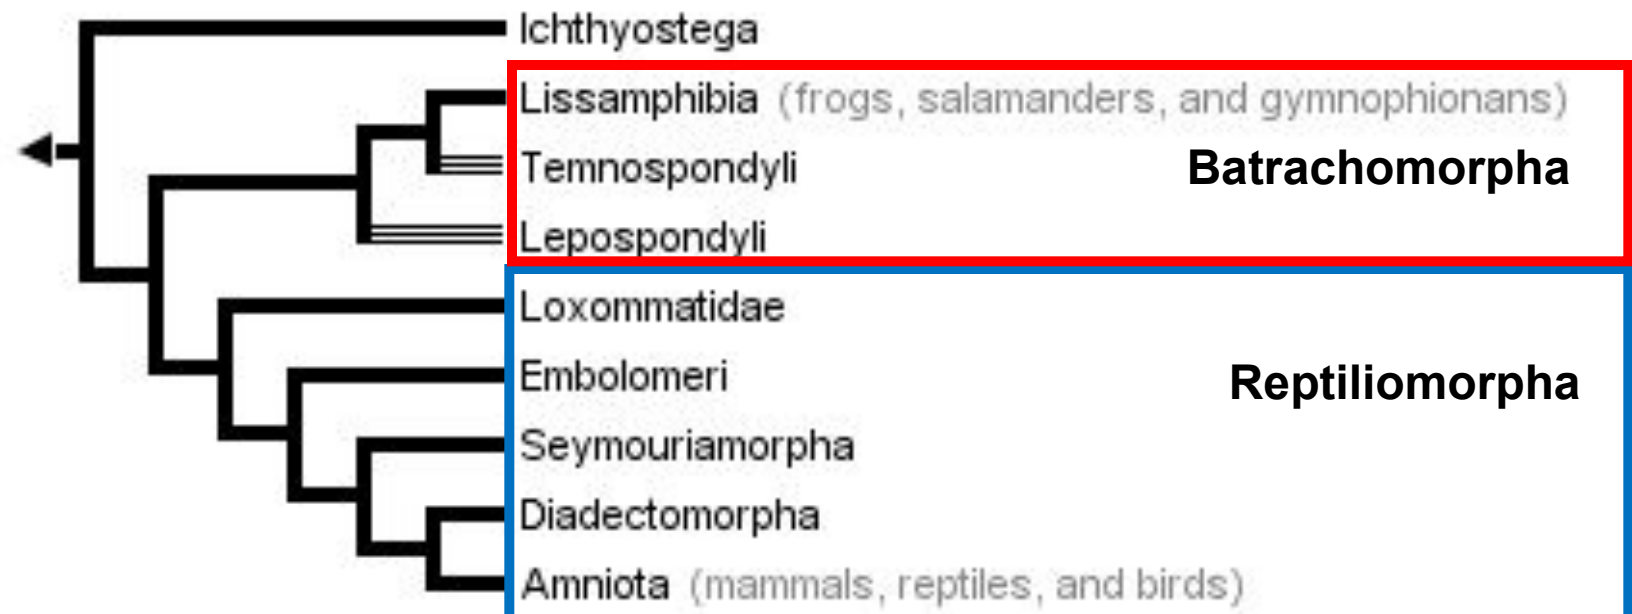 Ichthyostega
Lissamphibia (frogs, salamanders, and gymnophionans)
Temnospondyli
Batrachomorpha
Lepospondyli
Loxommatidae
Embolomeri
Reptiliomorpha
Seymouriamorpha
Diadectomorpha
Amniota (mammals, reptiles, and birds)